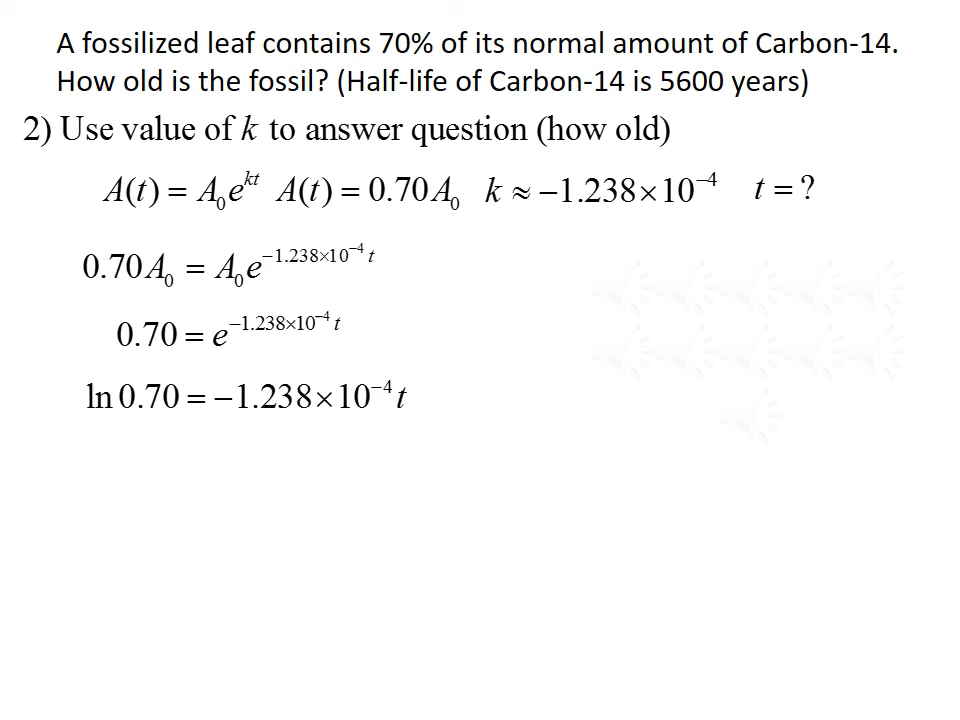 A fossilized leaf contains 70% of its normal amount of Carbon-14.
How old is the fossil? (Half-life of Carbon-14 is 5600 years)
2) Use value of k to answer question (how old)
A(t) = A₀e^{kt} A(t) = 0.70A₀ k ≈ −1.238×10⁻⁴ t = ?
0.70A₀ = A₀e^{−1.238×10⁻⁴ t}
0.70 = e^{−1.238×10⁻⁴ t}
ln 0.70 = −1.238×10⁻⁴ t